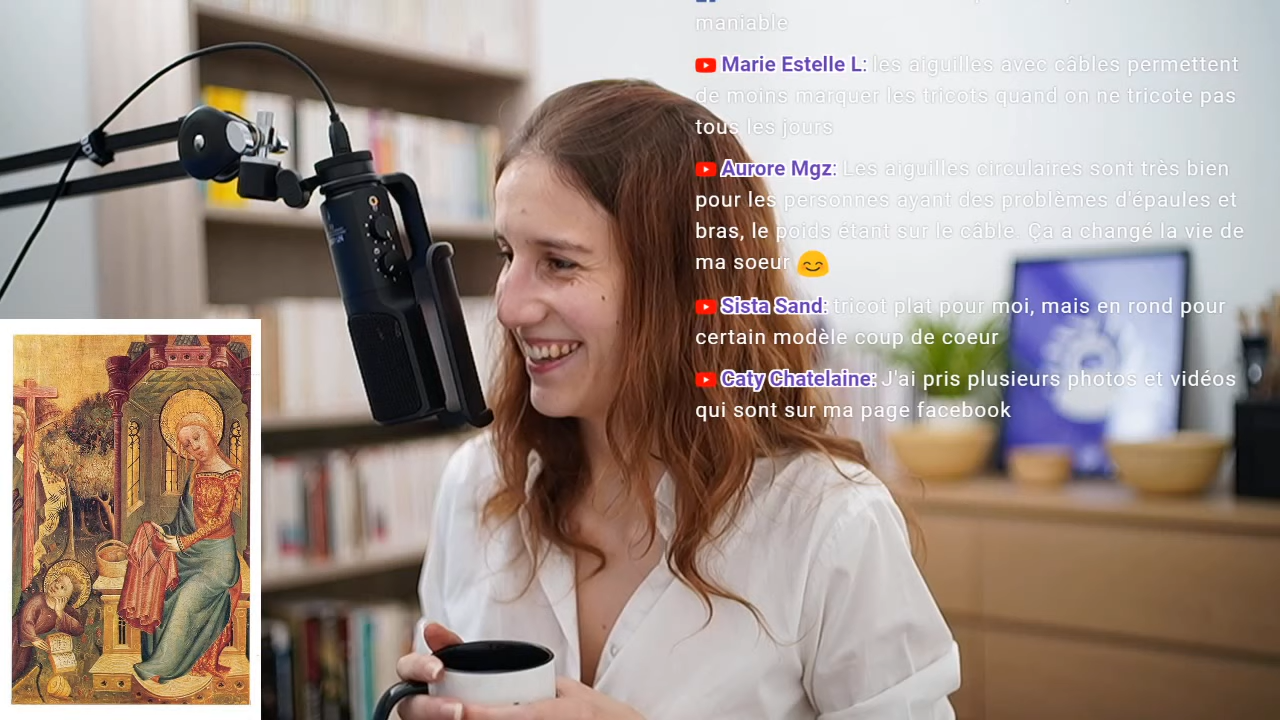 maniable
Marie Estelle L: les aiguilles avec câbles permettent
de moins marquer les tricots quand on ne tricote pas
tous les jours
Aurore Mgz: Les aiguilles circulaires sont très bien
pour les personnes ayant des problèmes d'épaules et
bras, le poids étant sur le câble. Ça a changé la vie de
ma soeur 😊
Sista Sand: tricot plat pour moi, mais en rond pour
certain modèle coup de coeur
Caty Chatelaine: J'ai pris plusieurs photos et vidéos
qui sont sur ma page facebook